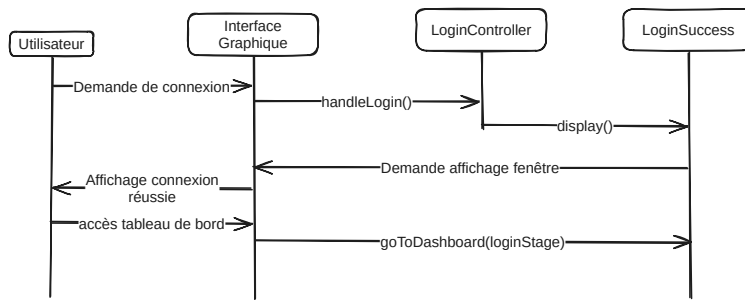 Utilisateur
Interface
Graphique
LoginController
LoginSuccess
Demande de connexion
handleLogin()
display()
Demande affichage fenêtre
Affichage connexion
réussie
accès tableau de bord
goToDashboard(loginStage)